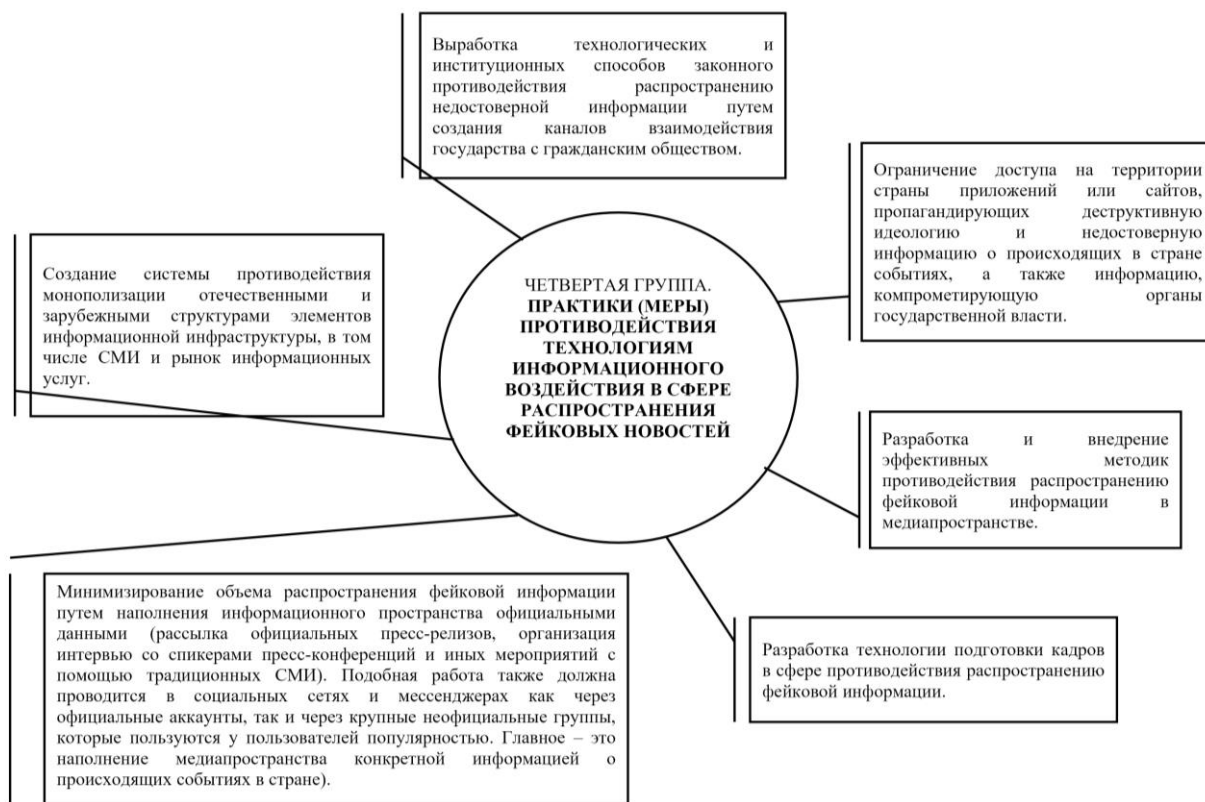 Выработка технологических и
институционных способов законного
противодействия распространению
недостоверной информации путем
создания каналов взаимодействия
государства с гражданским обществом.
Ограничение доступа на территории
страны приложений или сайтов,
пропагандирующих деструктивную
идеологию и недостоверную
информацию о происходящих в стране
событиях, а также информацию,
компрометирующую органы
государственной власти.
Создание системы противодействия
монополизации отечественными и
зарубежными структурами элементов
информационной инфраструктуры, в том
числе СМИ и рынок информационных
услуг.
ЧЕТВЕРТАЯ ГРУППА.
ПРАКТИКИ (МЕРЫ)
ПРОТИВОДЕЙСТВИЯ
ТЕХНОЛОГИЯМ
ИНФОРМАЦИОННОГО
ВОЗДЕЙСТВИЯ В СФЕРЕ
РАСПРОСТРАНЕНИЯ
ФЕЙКОВЫХ НОВОСТЕЙ
Разработка и внедрение
эффективных методик
противодействия распространению
фейковой информации в
медиапространстве.
Минимизирование объема распространения фейковой информации
путем наполнения информационного пространства официальными
данными (рассылка официальных пресс-релизов, организация
интервью со спикерами пресс-конференций и иных мероприятий с
помощью традиционных СМИ). Подобная работа также должна
проводится в социальных сетях и мессенджерах как через
официальные аккаунты, так и через крупные неофициальные группы,
которые пользуются у пользователей популярностью. Главное – это
наполнение медиапространства конкретной информацией о
происходящих событиях в стране).
Разработка технологии подготовки кадров
в сфере противодействия распространению
фейковой информации.